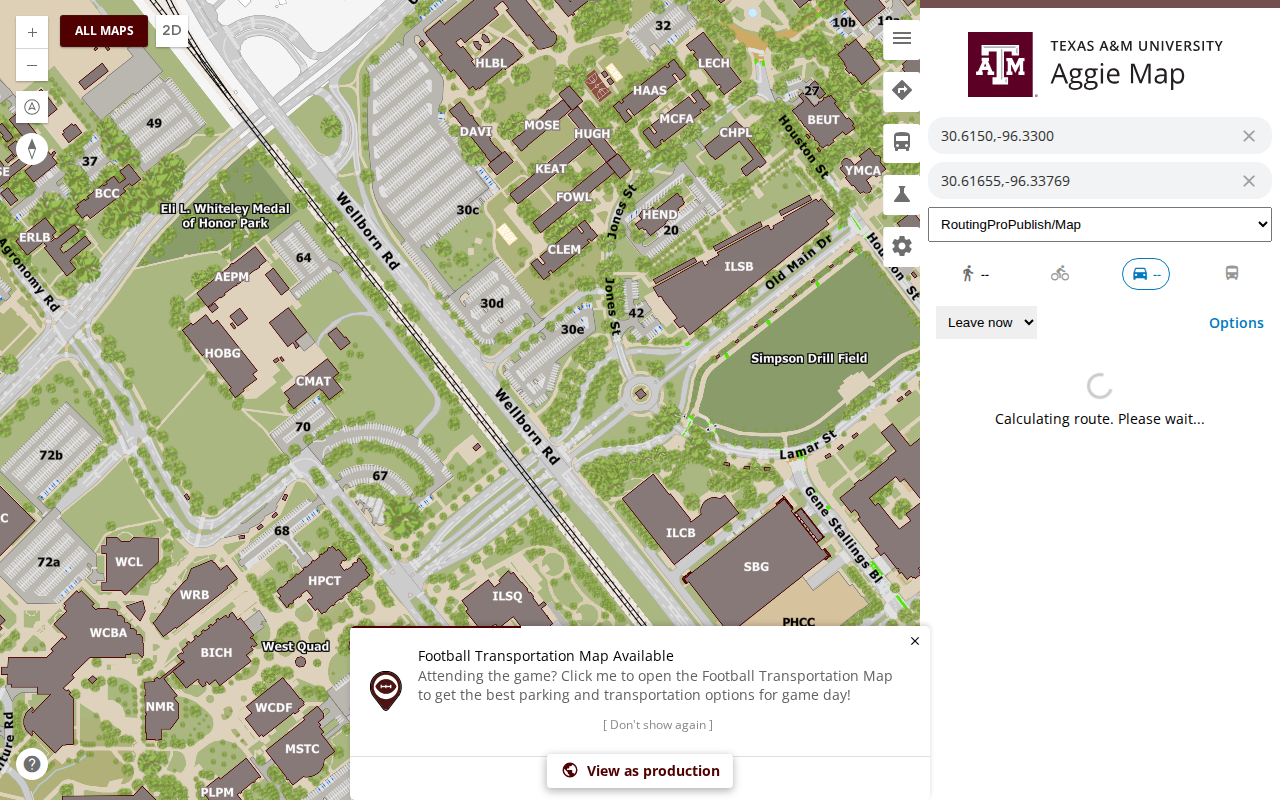 ALL MAPS
2D
TEXAS A&M UNIVERSITY
Aggie Map
30.6150,-96.3300
30.61655,-96.33769
RoutingProPublish/Map
--
--
Leave now
Options
Calculating route. Please wait...
32
10b
HLBL
LECH
49
HAAS
27
DAVI
MOSE
HUGH
MCFA
CHPL
BEUT
Houston St
37
KEAT
YMCA
BCC
FOWL
Eli L. Whiteley Medal
of Honor Park
30c
Jones St
HEND
20
Wellborn Rd
ERLB
CLEM
64
AEPM
ILSB
Old Main Dr
Houston St
Agronomy Rd
30d
Jones St
42
30e
HOBG
Simpson Drill Field
CMAT
Wellborn Rd
70
Lamar St
72b
67
Gene Stallings Bl
68
ILCB
72a
WCL
SBG
HPCT
WRB
ILSQ
PHCC
WCBA
West Quad
BICH
NMR
WCDF
MSTC
PLPM
Football Transportation Map Available
Attending the game? Click me to open the Football Transportation Map
to get the best parking and transportation options for game day!
[ Don't show again ]
View as production